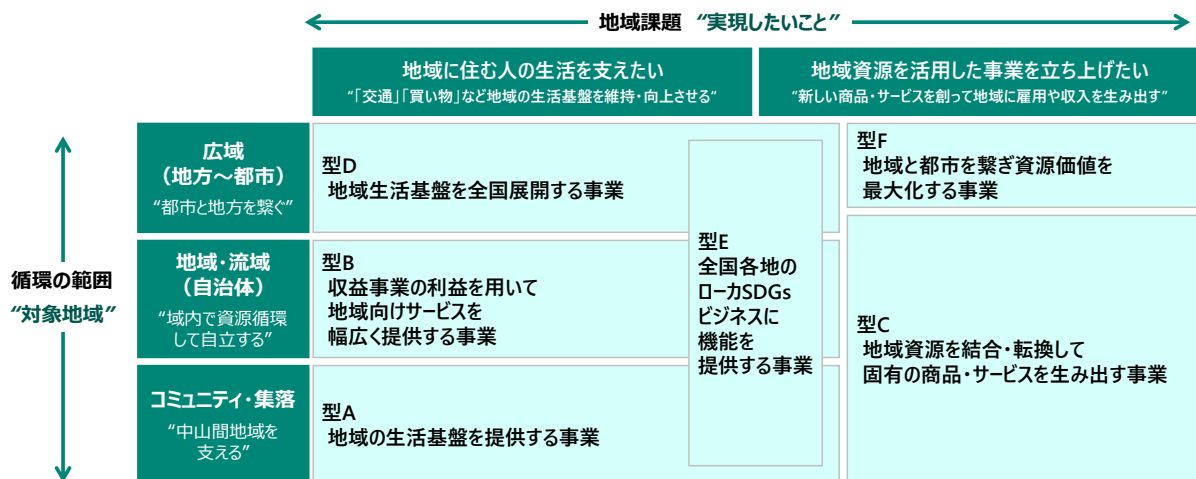 地域課題 “実現したいこと”
地域に住む人の生活を支えたい
“「交通」「買い物」など地域の生活基盤を維持・向上させる”
地域資源を活用した事業を立ち上げたい
“新しい商品・サービスを創って地域に雇用や収入を生み出す”
循環の範囲
“対象地域”
広域
（地方～都市）
“都市と地方を繋ぐ”
型D
地域生活基盤を全国展開する事業
型F
地域と都市を繋ぎ資源価値を
最大化する事業
地域・流域
（自治体）
“域内で資源循環
して自立する”
型B
収益事業の利益を用いて
地域向けサービスを
幅広く提供する事業
型E
全国各地の
ローカSDGs
ビジネスに
機能を
提供する事業
型C
地域資源を結合・転換して
固有の商品・サービスを生み出す事業
コミュニティ・集落
“中山間地域を
支える”
型A
地域の生活基盤を提供する事業